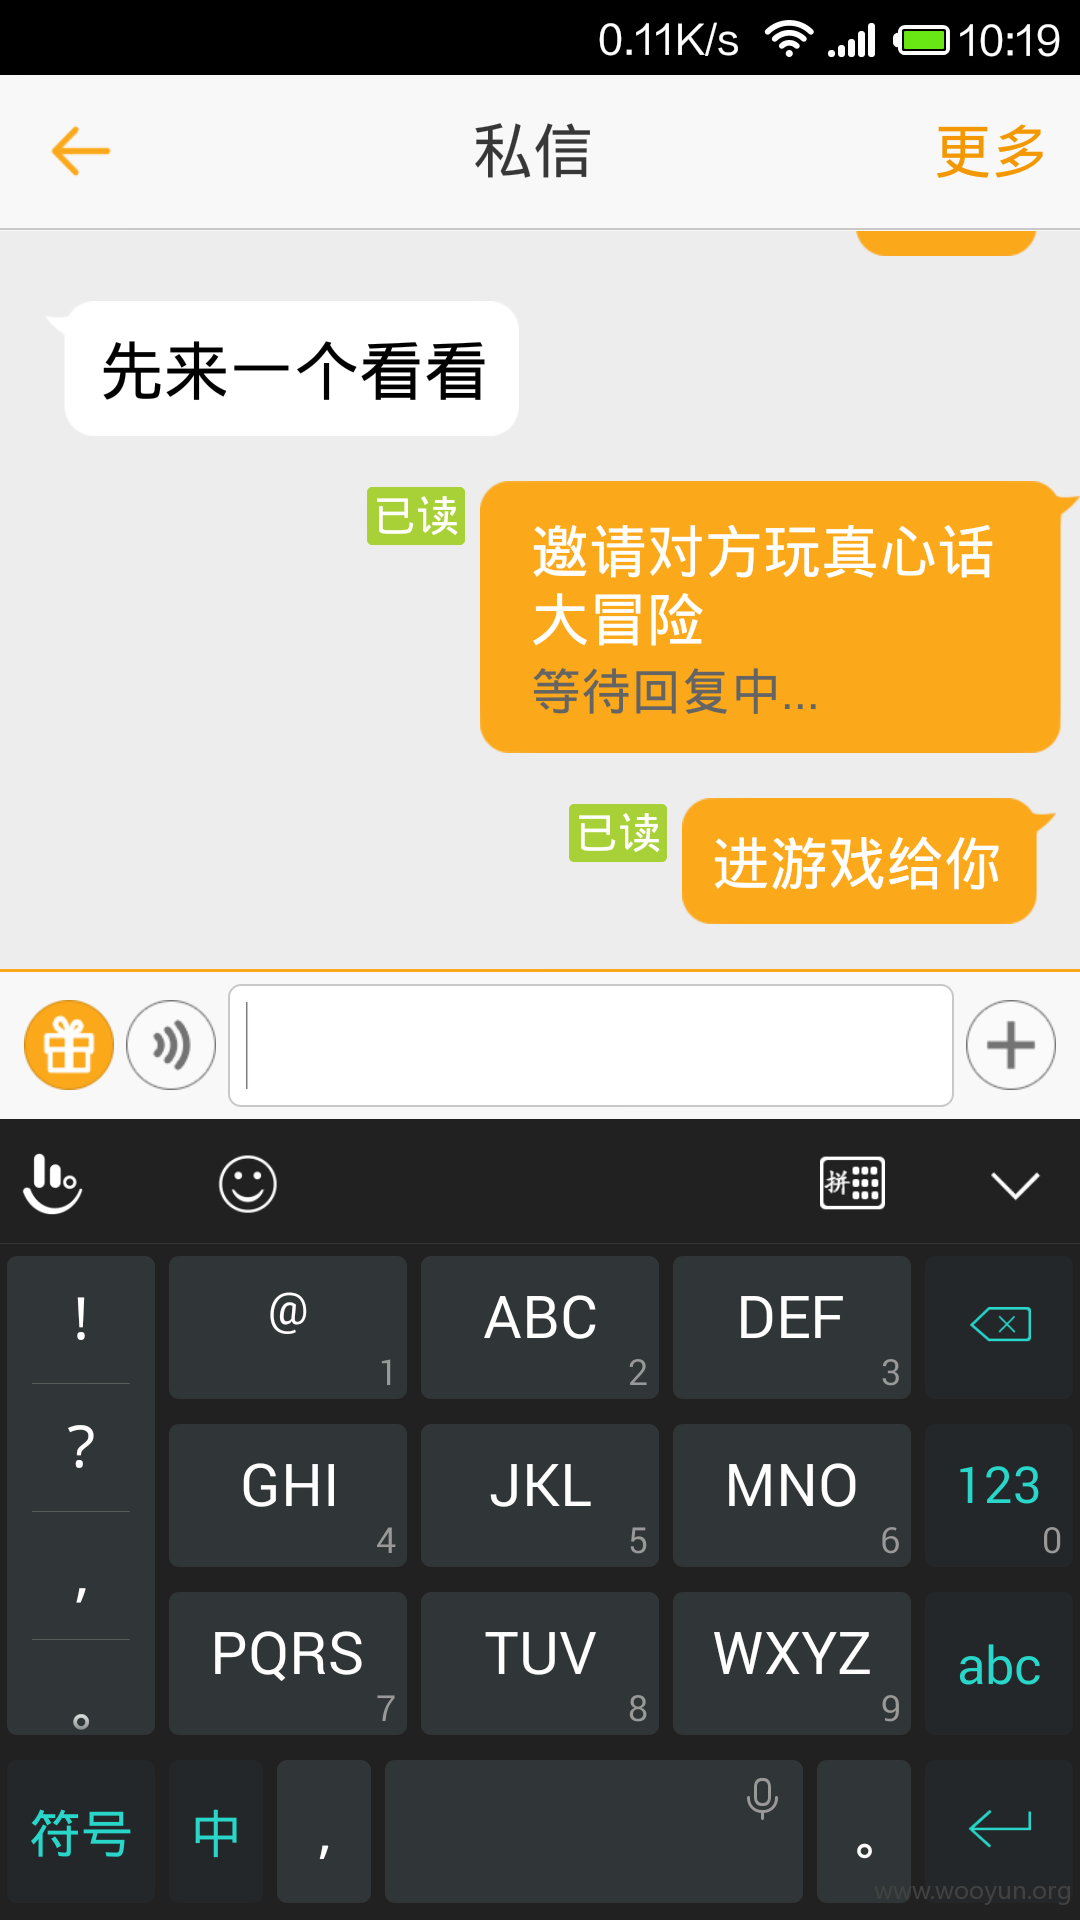 0.11K/s 10:19
私信 更多
先来一个看看
已读
邀请对方玩真心话
大冒险
等待回复中...
已读
进游戏给你
拼
! @ 1 ABC 2 DEF 3
? GHI 4 JKL 5 MNO 6 123 0
, PQRS 7 TUV 8 WXYZ 9 abc
。
符号 中 , 。
www.wooyun.org